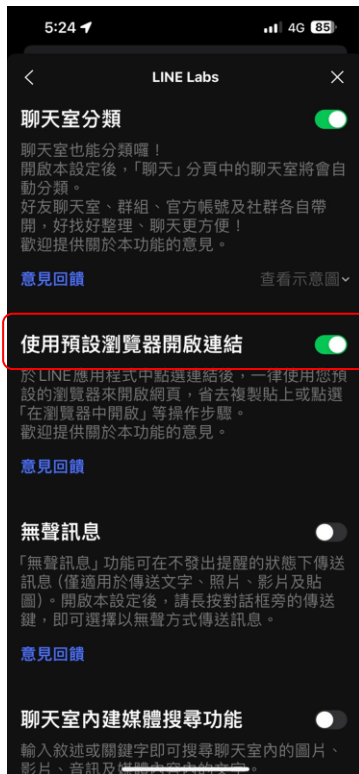 5:24
4G 85
LINE Labs
聊天室分類
聊天室也能分類囉！
開啟本設定後，「聊天」分頁中的聊天室將會自
動分類。
好友聊天室、群組、官方帳號及社群各自帶
開，好找好整理、聊天更方便！
歡迎提供關於本功能的意見。
意見回饋
查看示意圖
使用預設瀏覽器開啟連結
於LINE應用程式中點選連結後，一律使用您預
設的瀏覽器來開啟網頁，省去複製貼上或點選
「在瀏覽器中開啟」等操作步驟。
歡迎提供關於本功能的意見。
意見回饋
無聲訊息
「無聲訊息」功能可在不發出提醒的狀態下傳送
訊息 (僅適用於傳送文字、照片、影片及貼
圖)。開啟本設定後，請長按對話框旁的傳送
鍵，即可選擇以無聲方式傳送訊息。
意見回饋
聊天室內建媒體搜尋功能
輸入敘述或關鍵字即可搜尋聊天室內的圖片、
影片、音訊及